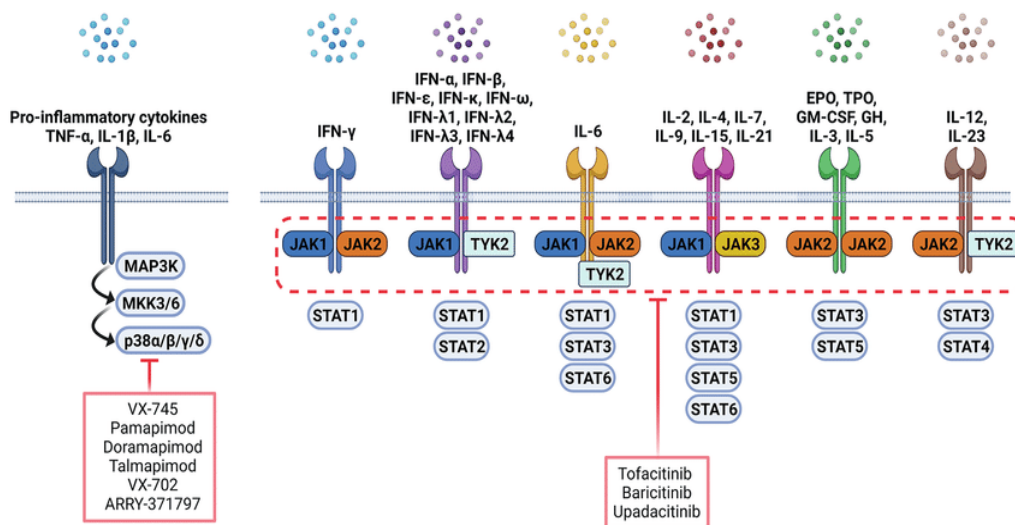 Pro-inflammatory cytokines
TNF-α, IL-1β, IL-6
MAP3K
MKK3/6
p38α/β/γ/δ
VX-745
Pamapimod
Doramapimod
Talmapimod
VX-702
ARRY-371797
IFN-γ
JAK1
JAK2
STAT1
IFN-α, IFN-β,
IFN-ε, IFN-κ, IFN-ω,
IFN-λ1, IFN-λ2,
IFN-λ3, IFN-λ4
JAK1
TYK2
STAT1
STAT2
IL-6
JAK1
JAK2
TYK2
STAT1
STAT3
STAT6
IL-2, IL-4, IL-7,
IL-9, IL-15, IL-21
JAK1
JAK3
STAT1
STAT3
STAT5
STAT6
EPO, TPO,
GM-CSF, GH,
IL-3, IL-5
JAK2
JAK2
STAT3
STAT5
IL-12,
IL-23
JAK2
TYK2
STAT3
STAT4
Tofacitinib
Baricitinib
Upadacitinib